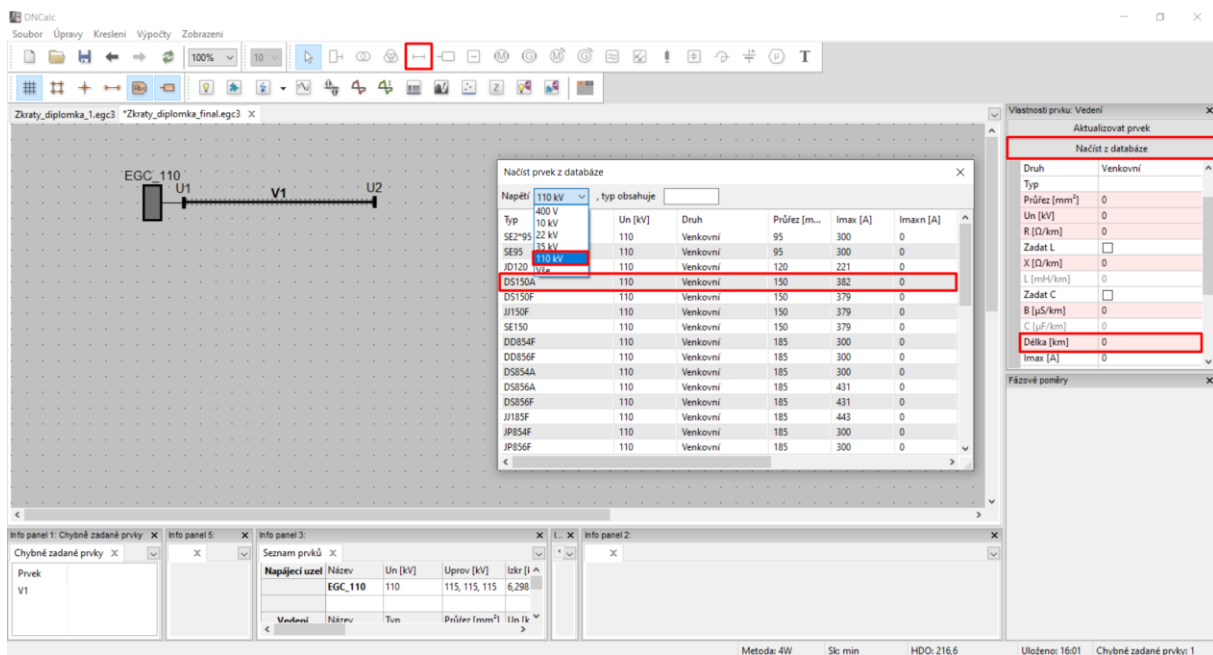 DNCalc
Soubor Úpravy Kreslení Výpočty Zobrazení
100% 10 T
Zkraty_diplomka_1.egc3 *Zkraty_diplomka_final.egc3 X
EGC_110
U1 V1 U2
Načíst prvek z databáze
Napětí 110 kV , typ obsahuje
400 V
10 kV
22 kV
35 kV
110 kV
Vše
Typ Un [kV] Druh Průřez [m... Imax [A] Imaxn [A]
SE2*95 110 Venkovní 95 300 0
SE95 110 Venkovní 95 300 0
JD120 110 Venkovní 120 221 0
DS150A 110 Venkovní 150 382 0
DS150F 110 Venkovní 150 379 0
JJ150F 110 Venkovní 150 379 0
SE150 110 Venkovní 150 379 0
DD854F 110 Venkovní 185 300 0
DD856F 110 Venkovní 185 300 0
DS854A 110 Venkovní 185 300 0
DS856A 110 Venkovní 185 431 0
DS856F 110 Venkovní 185 431 0
JJ185F 110 Venkovní 185 443 0
JP854F 110 Venkovní 185 300 0
JP856F 110 Venkovní 185 300 0
Vlastnosti prvku: Vedení
Aktualizovat prvek
Načíst z databáze
Druh Venkovní
Typ
Průřez [mm²] 0
Un [kV] 0
R [Ω/km] 0
Zadat L
X [Ω/km] 0
L [mH/km] 0
Zadat C
B [µS/km] 0
C [µF/km] 0
Délka [km] 0
Imax [A] 0
Fázové poměry
Info panel 1: Chybně zadané prvky X Info panel 5: X Info panel 3: X I... X Info panel 2: X
Chybně zadané prvky X X Seznam prvků X X
Prvek
V1
Napájecí uzel Název Un [kV] Uprov [kV] Izkr [
EGC_110 110 115, 115, 115 6,298
Vedení Název Typ Průřez [mm²] Un [k
Metoda: 4W Sk: min HDO: 216,6 Uloženo: 16:01 Chybně zadané prvky: 1